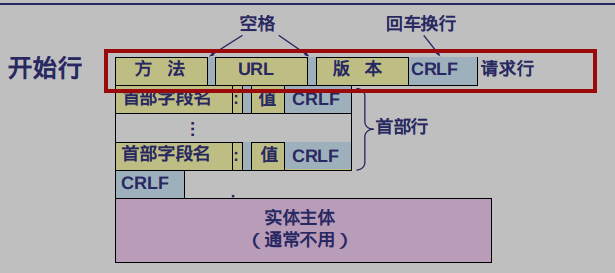 空格 回车换行
开始行 方 法 URL 版 本 CRLF 请求行
首部字段名 : 值 CRLF
⋮ 首部行
首部字段名 : 值 CRLF
CRLF
实体主体
（通常不用）